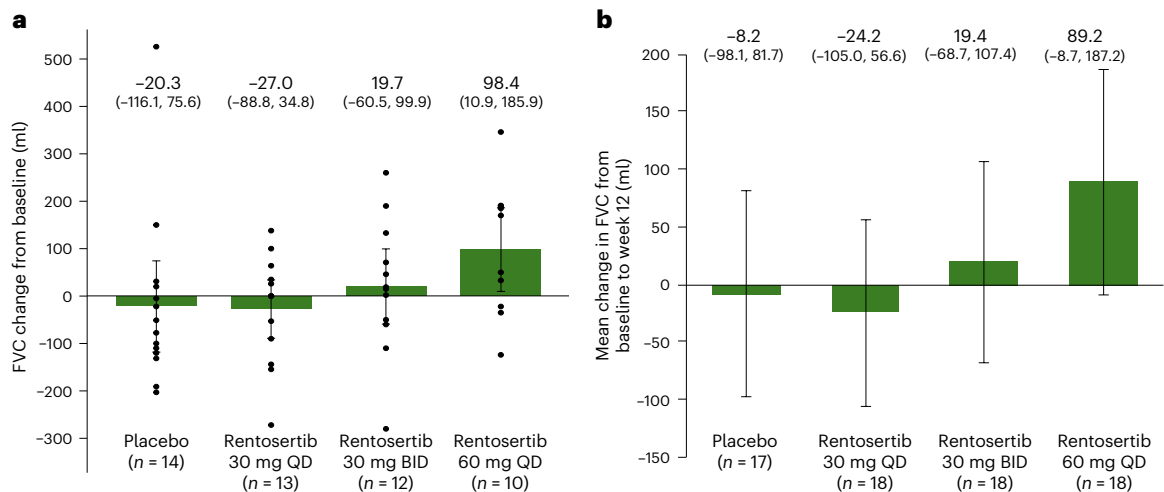 a
FVC change from baseline (ml)
500
400
300
200
100
0
−100
−200
−300
−20.3
(−116.1, 75.6)
−27.0
(−88.8, 34.8)
19.7
(−60.5, 99.9)
98.4
(10.9, 185.9)
Placebo
(n = 14)
Rentosertib
30 mg QD
(n = 13)
Rentosertib
30 mg BID
(n = 12)
Rentosertib
60 mg QD
(n = 10)
b
Mean change in FVC from
baseline to week 12 (ml)
200
150
100
50
0
−50
−100
−150
−8.2
(−98.1, 81.7)
−24.2
(−105.0, 56.6)
19.4
(−68.7, 107.4)
89.2
(−8.7, 187.2)
Placebo
(n = 17)
Rentosertib
30 mg QD
(n = 18)
Rentosertib
30 mg BID
(n = 18)
Rentosertib
60 mg QD
(n = 18)